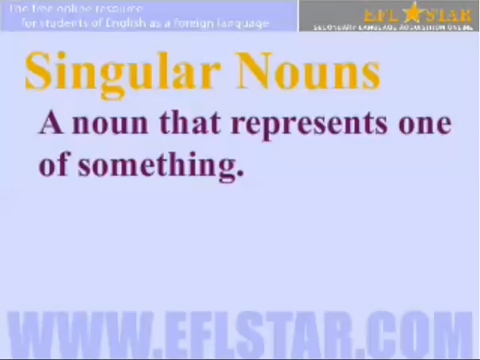 The free online resource
for students of English as a foreign language
EFL STAR
SECONDARY LANGUAGE ACQUISITION ONLINE
Singular Nouns
A noun that represents one
of something.
WWW.EFLSTAR.COM